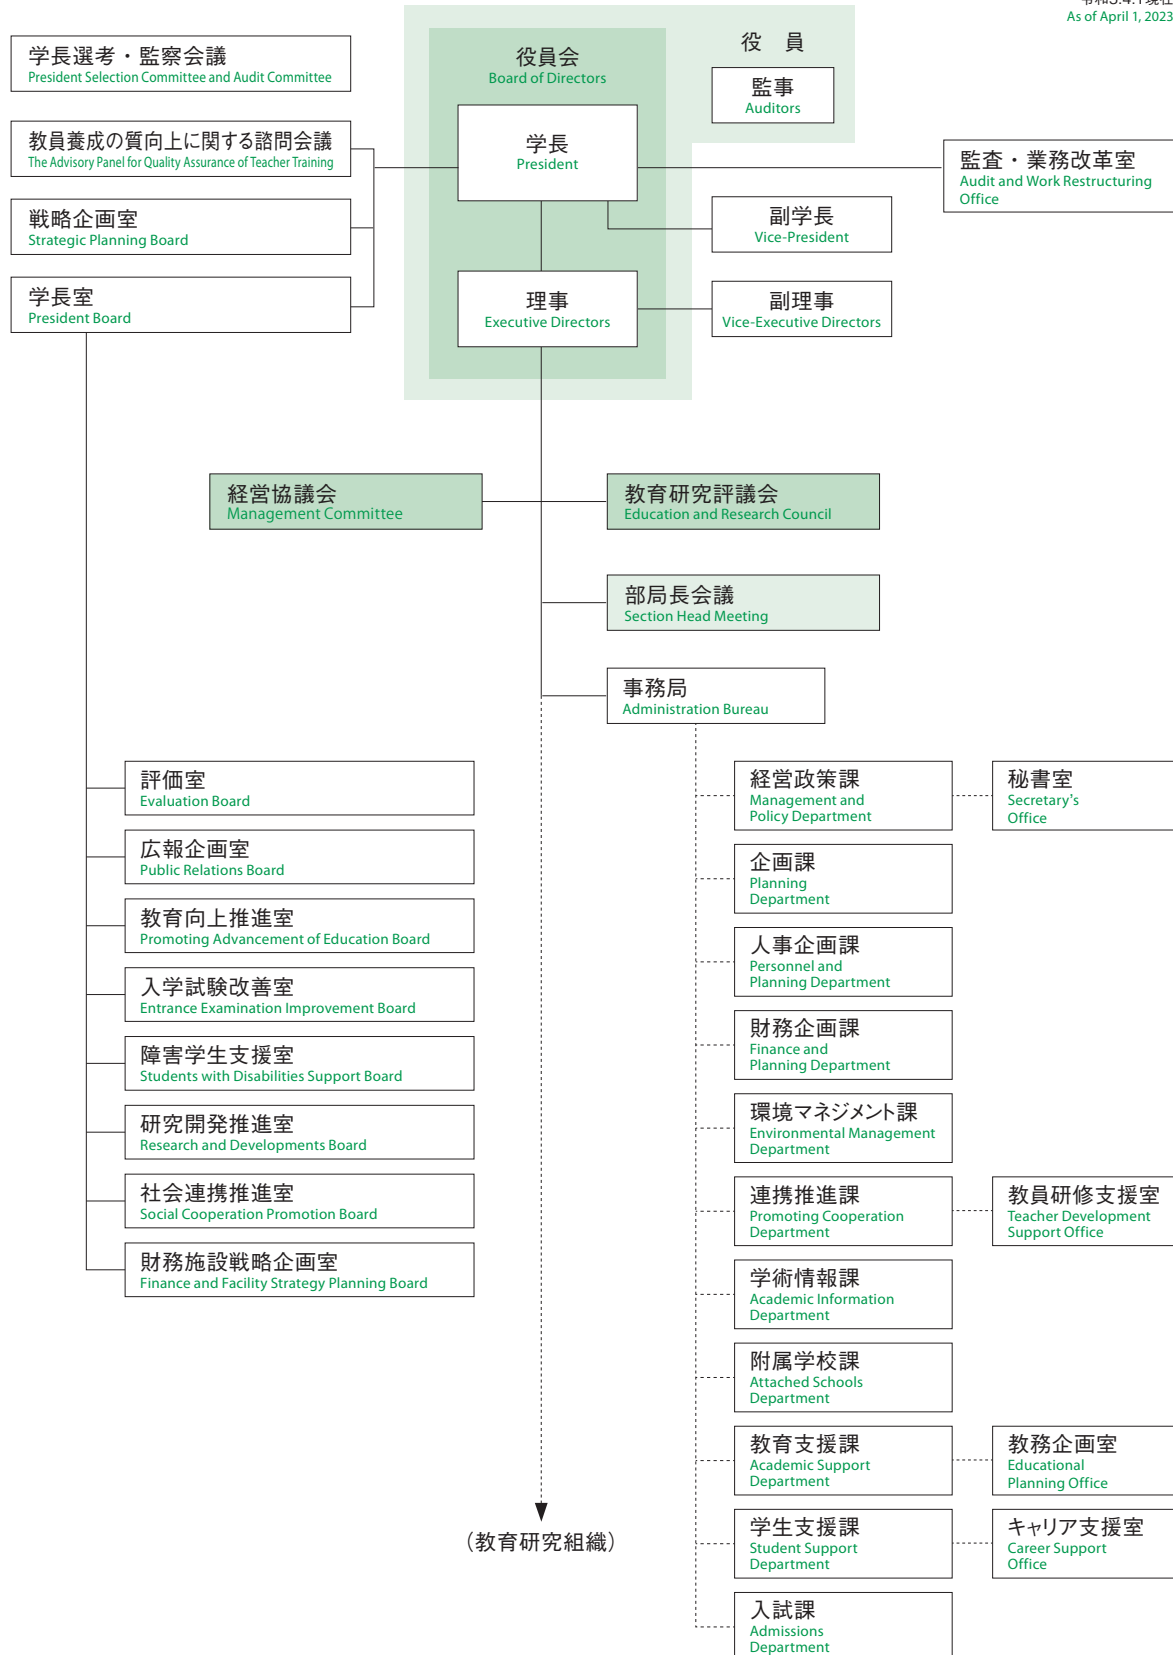 As of April 1, 2023
学長選考・監察会議
President Selection Committee and Audit Committee
教員養成の質向上に関する諮問会議
The Advisory Panel for Quality Assurance of Teacher Training
戦略企画室
Strategic Planning Board
学長室
President Board
役員会
Board of Directors
役 員
監事
Auditors
学長
President
監査・業務改革室
Audit and Work Restructuring
Office
副学長
Vice-President
理事
Executive Directors
副理事
Vice-Executive Directors
経営協議会
Management Committee
教育研究評議会
Education and Research Council
部局長会議
Section Head Meeting
事務局
Administration Bureau
評価室
Evaluation Board
広報企画室
Public Relations Board
教育向上推進室
Promoting Advancement of Education Board
入学試験改善室
Entrance Examination Improvement Board
障害学生支援室
Students with Disabilities Support Board
研究開発推進室
Research and Developments Board
社会連携推進室
Social Cooperation Promotion Board
財務施設戦略企画室
Finance and Facility Strategy Planning Board
(教育研究組織)
経営政策課
Management and
Policy Department
秘書室
Secretary's
Office
企画課
Planning
Department
人事企画課
Personnel and
Planning Department
財務企画課
Finance and
Planning Department
環境マネジメント課
Environmental Management
Department
連携推進課
Promoting Cooperation
Department
教員研修支援室
Teacher Development
Support Office
学術情報課
Academic Information
Department
附属学校課
Attached Schools
Department
教育支援課
Academic Support
Department
教務企画室
Educational
Planning Office
学生支援課
Student Support
Department
キャリア支援室
Career Support
Office
入試課
Admissions
Department